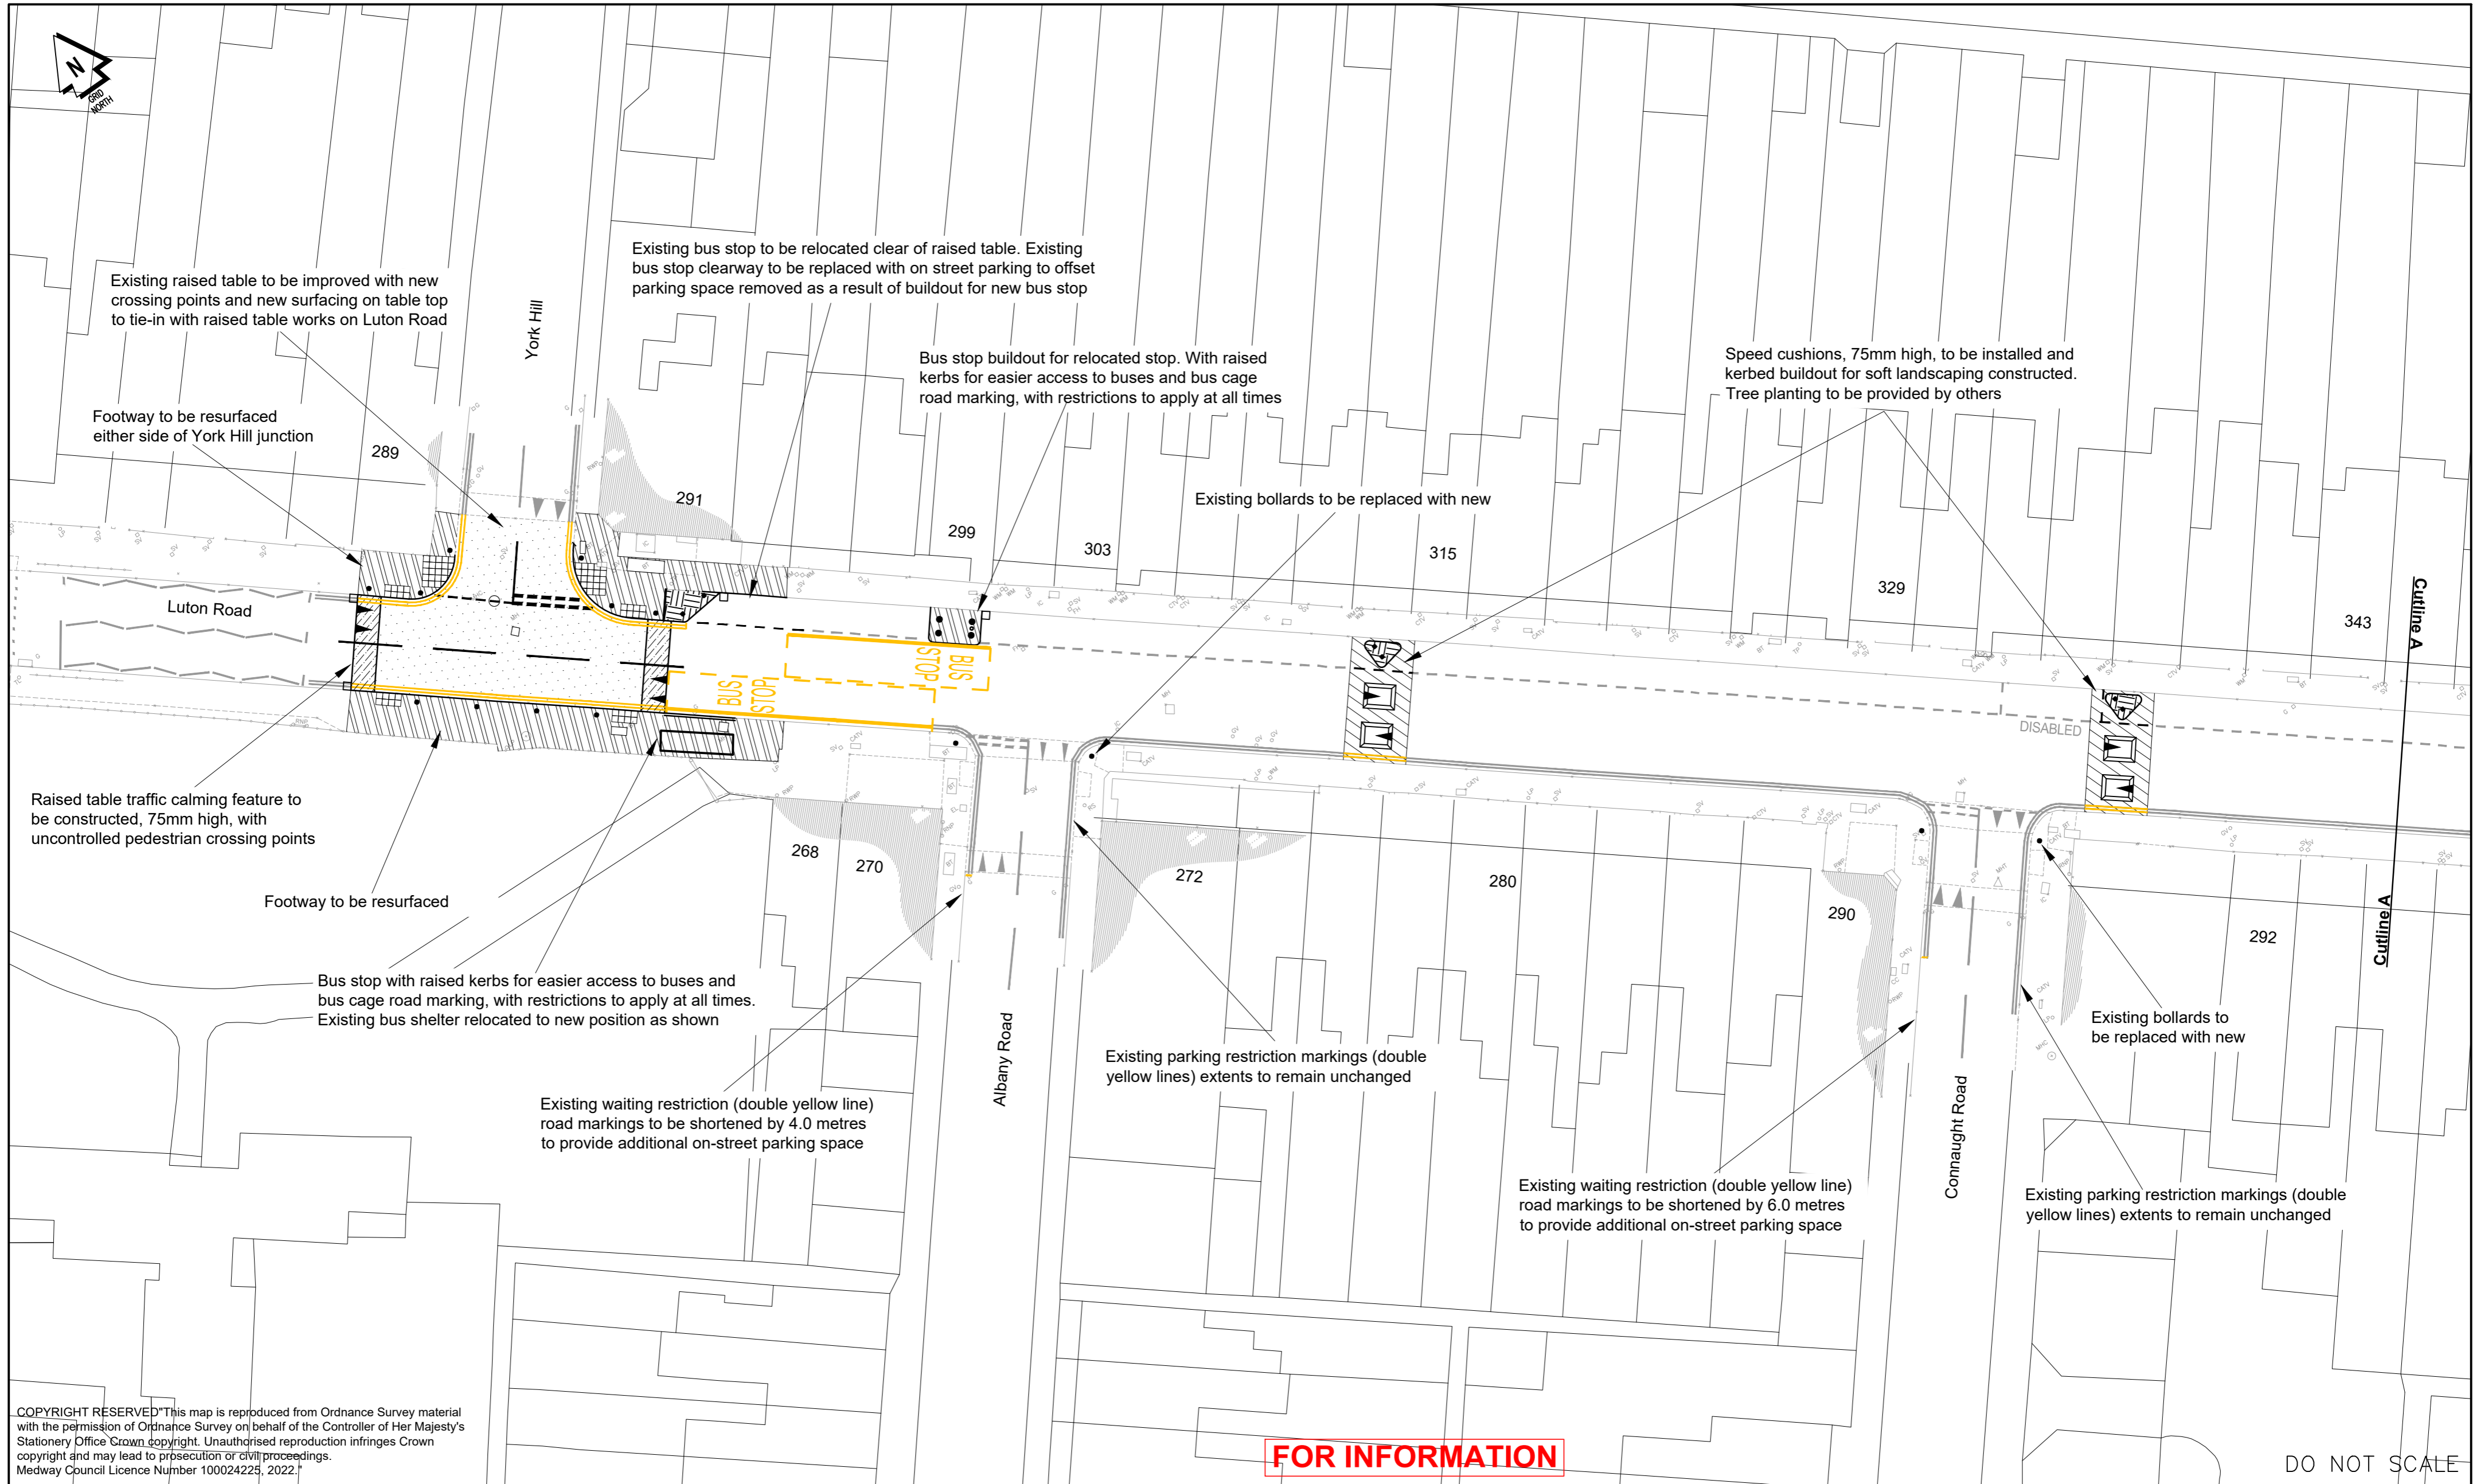 N
GRID
NORTH
Existing raised table to be improved with new
crossing points and new surfacing on table top
to tie-in with raised table works on Luton Road
York Hill
Existing bus stop to be relocated clear of raised table. Existing
bus stop clearway to be replaced with on street parking to offset
parking space removed as a result of buildout for new bus stop
Bus stop buildout for relocated stop. With raised
kerbs for easier access to buses and bus cage
road marking, with restrictions to apply at all times
Speed cushions, 75mm high, to be installed and
kerbed buildout for soft landscaping constructed.
Tree planting to be provided by others
Footway to be resurfaced
either side of York Hill junction
289
291
299
303
Existing bollards to be replaced with new
315
329
343
Cutline A
Luton Road
BUS
STOP
BUS
STOP
DISABLED
Raised table traffic calming feature to
be constructed, 75mm high, with
uncontrolled pedestrian crossing points
Footway to be resurfaced
268
270
272
280
290
292
Cutline A
Bus stop with raised kerbs for easier access to buses and
bus cage road marking, with restrictions to apply at all times.
Existing bus shelter relocated to new position as shown
Albany Road
Existing parking restriction markings (double
yellow lines) extents to remain unchanged
Existing bollards to
be replaced with new
Existing waiting restriction (double yellow line)
road markings to be shortened by 4.0 metres
to provide additional on-street parking space
Connaught Road
Existing waiting restriction (double yellow line)
road markings to be shortened by 6.0 metres
to provide additional on-street parking space
Existing parking restriction markings (double
yellow lines) extents to remain unchanged
COPYRIGHT RESERVED"This map is reproduced from Ordnance Survey material
with the permission of Ordnance Survey on behalf of the Controller of Her Majesty's
Stationery Office Crown copyright. Unauthorised reproduction infringes Crown
copyright and may lead to prosecution or civil proceedings.
Medway Council Licence Number 100024225, 2022."
FOR INFORMATION
DO NOT SCALE